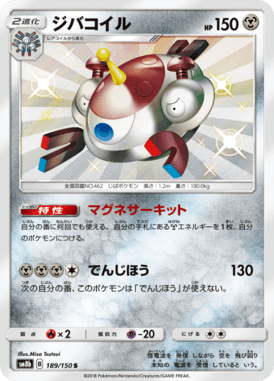 2進化 ジバコイル HP 150
レアコイルから進化
全国図鑑NO.462 じばポケモン 高さ:1.2m 重さ:180.0kg
特性 マグネサーキット
自分の番に何回でも使える。自分の手札にあるエネルギーを1枚、自分のポケモンにつける。
でんじほう 130
次の自分の番、このポケモンは「でんじほう」が使えない。
弱点 ×2 抵抗力 -20 にげる
Illus. Misa Tsutsui
SM8b 189/150 S
©2018 Pokémon/Nintendo/Creatures/GAME FREAK.